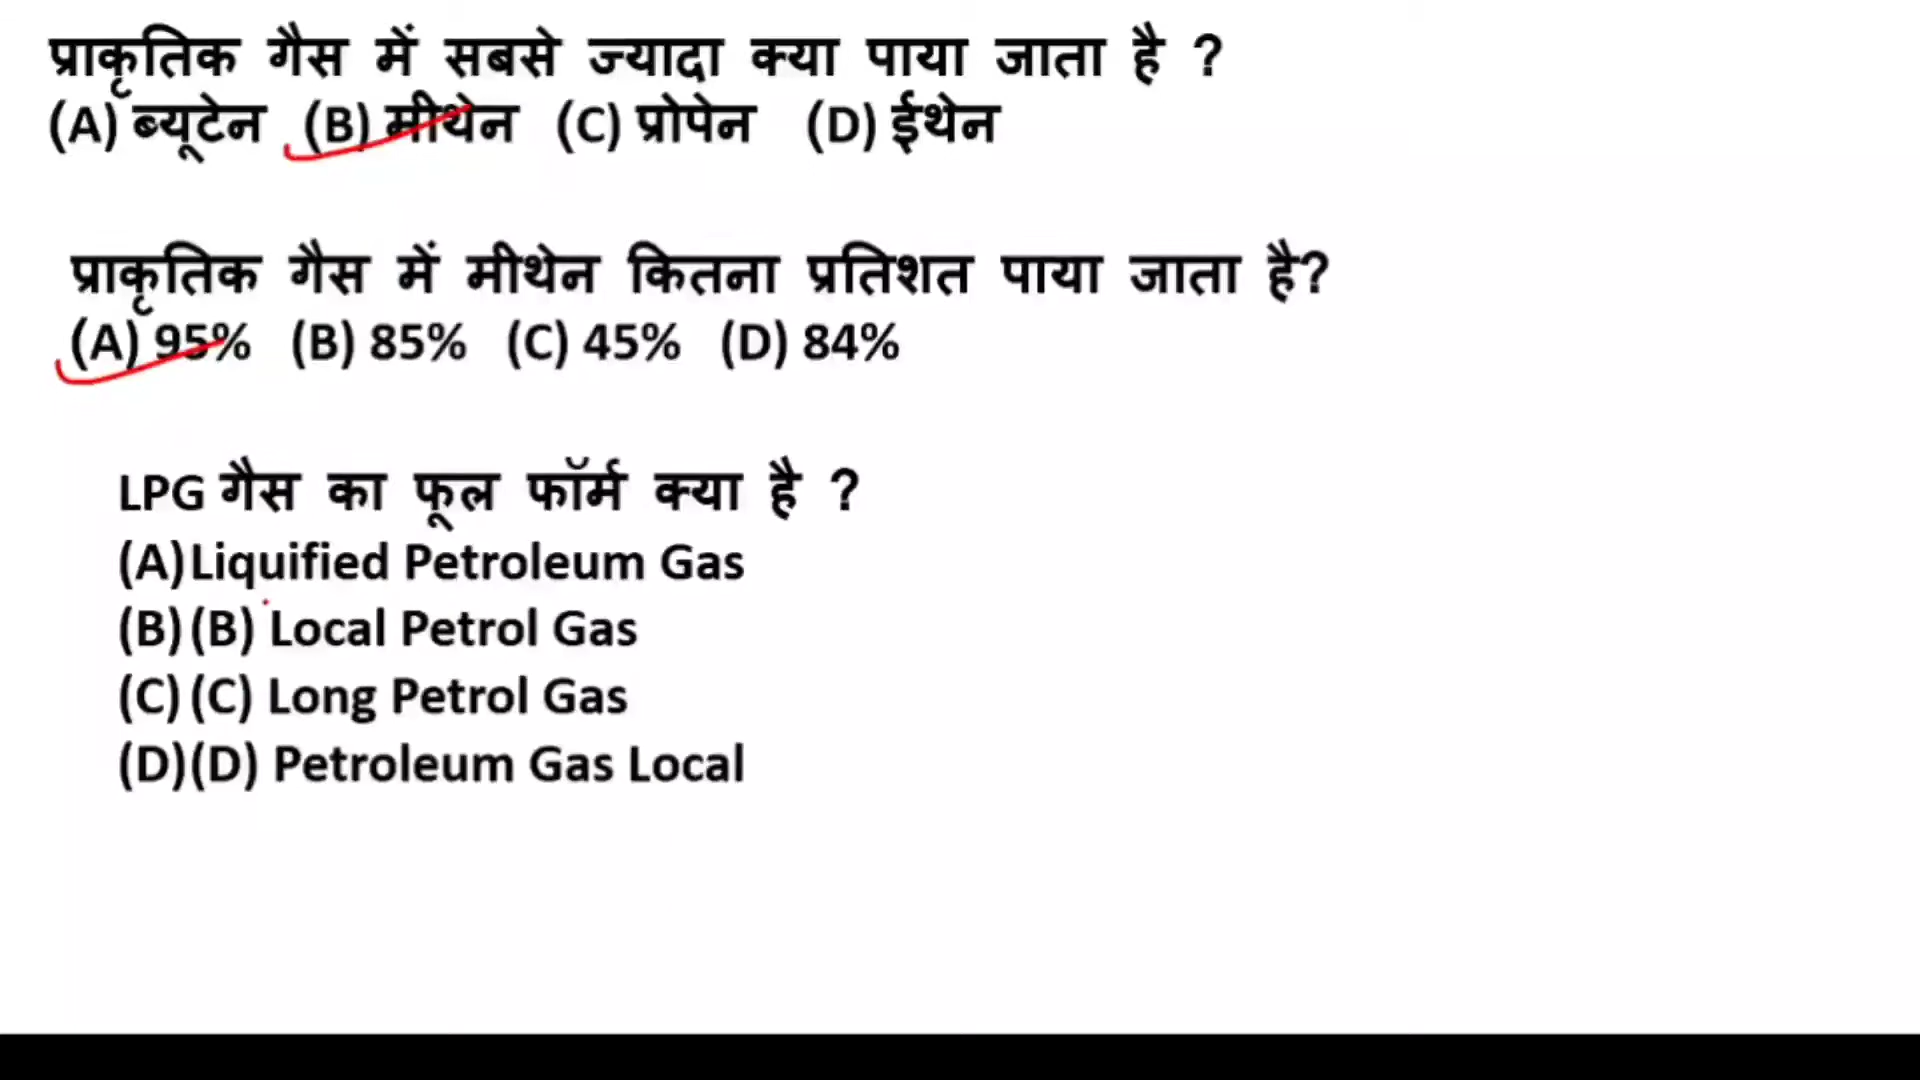 प्राकृतिक गैस में सबसे ज्यादा क्या पाया जाता है ?
(A) ब्यूटेन (B) मीथेन (C) प्रोपेन (D) ईथेन
प्राकृतिक गैस में मीथेन कितना प्रतिशत पाया जाता है?
(A) 95% (B) 85% (C) 45% (D) 84%
LPG गैस का फूल फॉर्म क्या है ?
(A) Liquified Petroleum Gas
(B) (B) Local Petrol Gas
(C) (C) Long Petrol Gas
(D) (D) Petroleum Gas Local